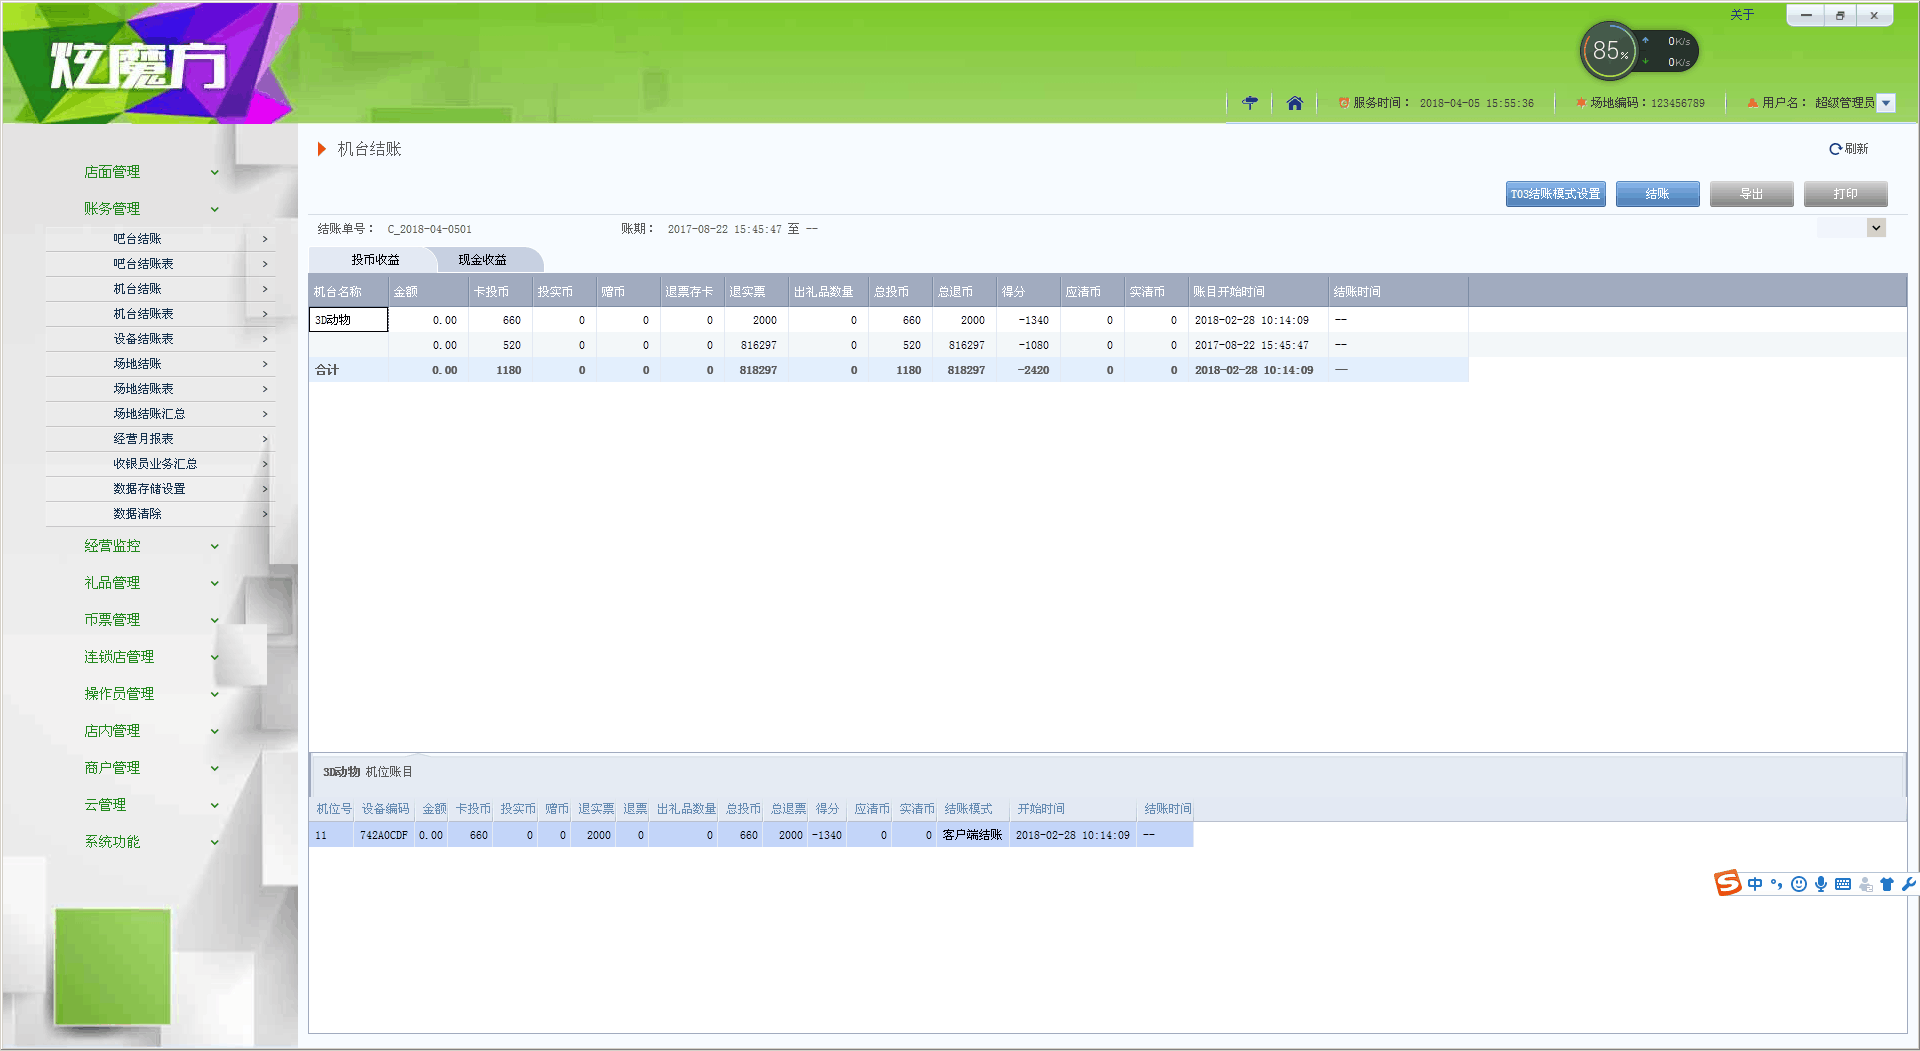 关于
炫魔方
85%
0K/s
0K/s
服务时间： 2018-04-05 15:55:36
场地编码：123456789
用户名： 超级管理员
店面管理
账务管理
吧台结账
吧台结账表
机台结账
机台结账表
设备结账表
场地结账
场地结账表
场地结账汇总
经营月报表
收银员业务汇总
数据存储设置
数据清除
经营监控
礼品管理
币票管理
连锁店管理
操作员管理
店内管理
商户管理
云管理
系统功能
机台结账
刷新
T03结账模式设置 结账 导出 打印
结账单号： C_2018-04-0501 账期： 2017-08-22 15:45:47 至 --
投币收益 现金收益
机台名称 金额 卡投币 投实币 赠币 退票存卡 退实票 出礼品数量 总投币 总退币 得分 应清币 实清币 账目开始时间 结账时间
3D动物 0.00 660 0 0 0 2000 0 660 2000 -1340 0 0 2018-02-28 10:14:09 --
0.00 520 0 0 0 816297 0 520 816297 -1080 0 0 2017-08-22 15:45:47 --
合计 0.00 1180 0 0 0 818297 0 1180 818297 -2420 0 0 2018-02-28 10:14:09 --
3D动物 机位账目
机位号 设备编码 金额 卡投币 投实币 赠币 退实票 退票 出礼品数量 总投币 总退票 得分 应清币 实清币 结账模式 开始时间 结账时间
11 742A0CDF 0.00 660 0 0 2000 0 0 660 2000 -1340 0 0 客户端结账 2018-02-28 10:14:09 --
S 中 °,